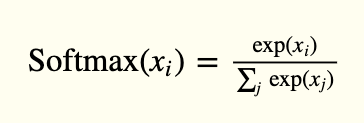 Softmax(xᵢ) = exp(xᵢ) / ∑ⱼ exp(xⱼ)